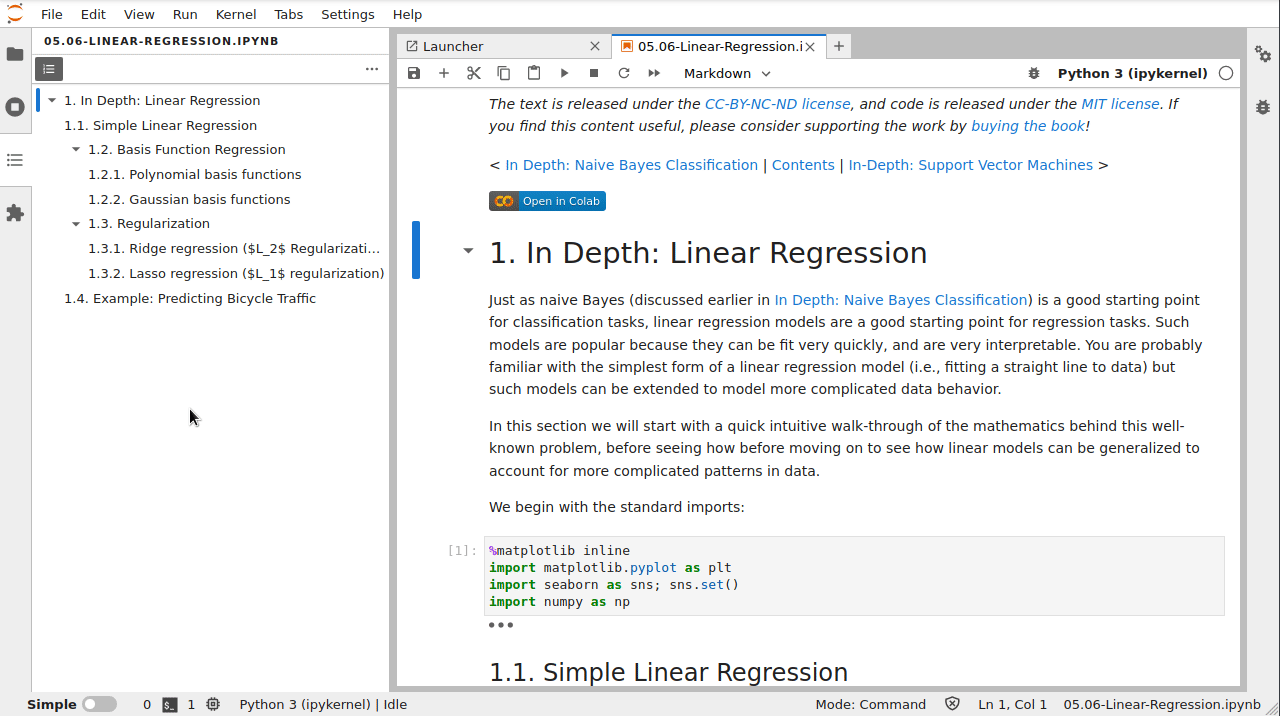 File Edit View Run Kernel Tabs Settings Help
05.06-LINEAR-REGRESSION.IPYNB
1. In Depth: Linear Regression
1.1. Simple Linear Regression
1.2. Basis Function Regression
1.2.1. Polynomial basis functions
1.2.2. Gaussian basis functions
1.3. Regularization
1.3.1. Ridge regression ($L_2$ Regularizati...
1.3.2. Lasso regression ($L_1$ regularization)
1.4. Example: Predicting Bicycle Traffic
Launcher
05.06-Linear-Regression.i
Markdown
Python 3 (ipykernel)
The text is released under the CC-BY-NC-ND license, and code is released under the MIT license. If
you find this content useful, please consider supporting the work by buying the book!
< In Depth: Naive Bayes Classification | Contents | In-Depth: Support Vector Machines >
Open in Colab
1. In Depth: Linear Regression
Just as naive Bayes (discussed earlier in In Depth: Naive Bayes Classification) is a good starting point
for classification tasks, linear regression models are a good starting point for regression tasks. Such
models are popular because they can be fit very quickly, and are very interpretable. You are probably
familiar with the simplest form of a linear regression model (i.e., fitting a straight line to data) but
such models can be extended to model more complicated data behavior.
In this section we will start with a quick intuitive walk-through of the mathematics behind this well-
known problem, before seeing how before moving on to see how linear models can be generalized to
account for more complicated patterns in data.
We begin with the standard imports:
[1]:
%matplotlib inline
import matplotlib.pyplot as plt
import seaborn as sns; sns.set()
import numpy as np
1.1. Simple Linear Regression
Simple 0 1 Python 3 (ipykernel) | Idle Mode: Command Ln 1, Col 1 05.06-Linear-Regression.ipynb